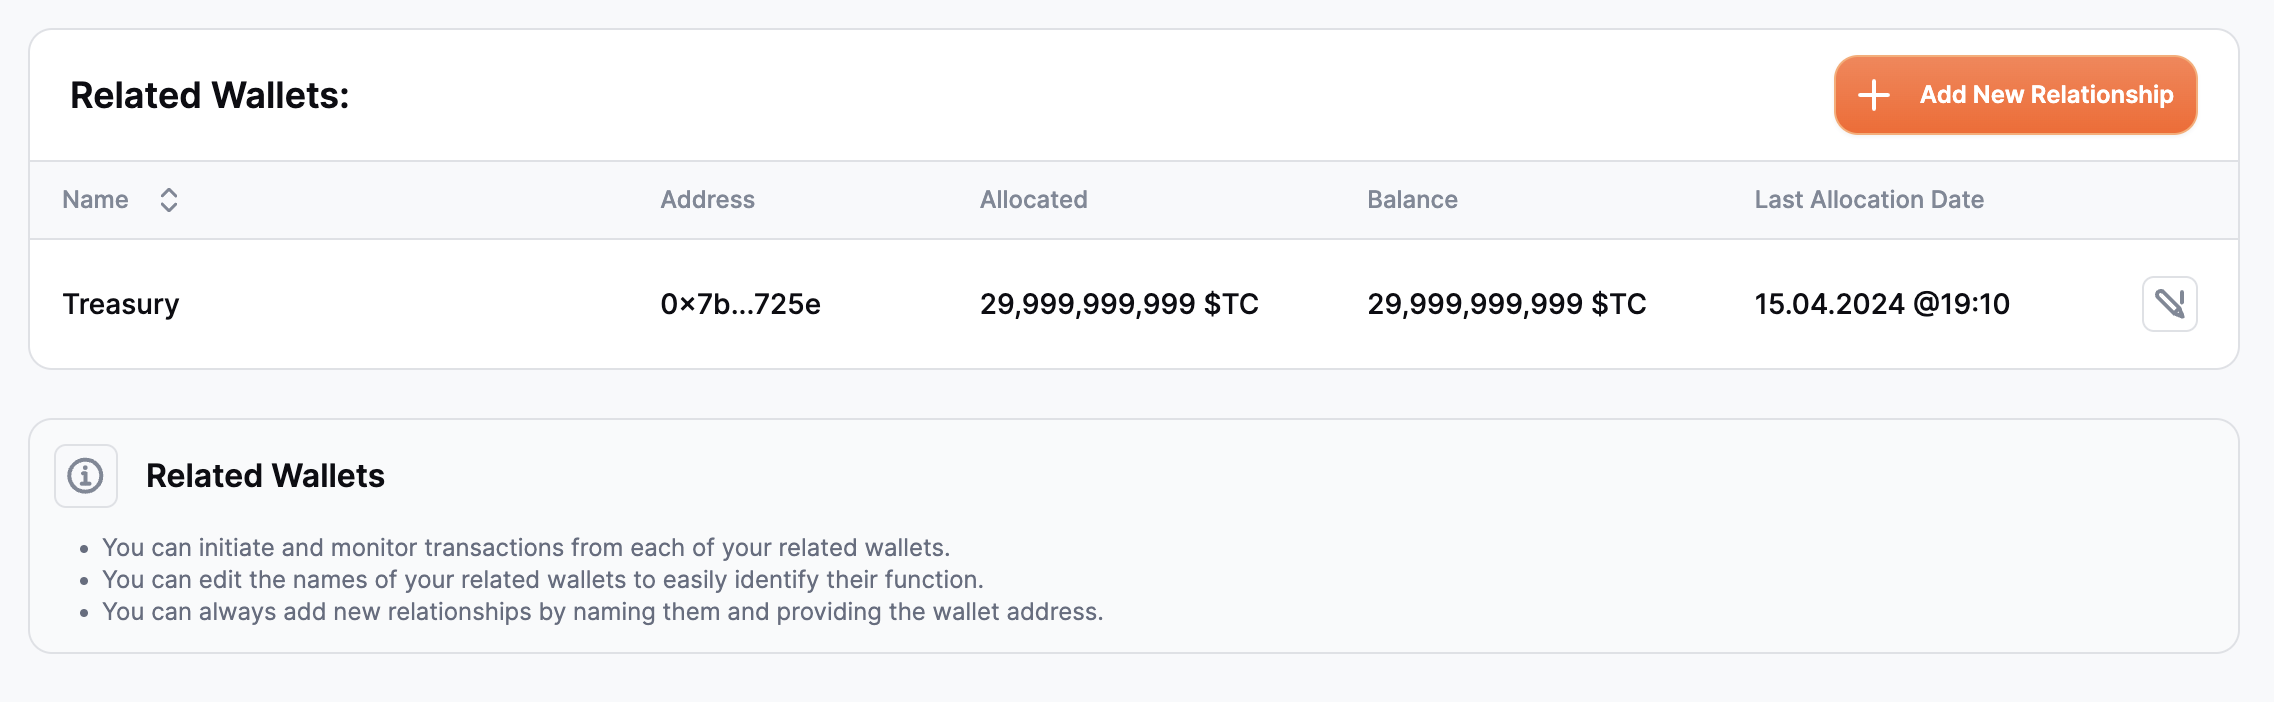 Related Wallets:
Add New Relationship
Name Address Allocated Balance Last Allocation Date
Treasury 0×7b...725e 29,999,999,999 $TC 29,999,999,999 $TC 15.04.2024 @19:10
Related Wallets
• You can initiate and monitor transactions from each of your related wallets.
• You can edit the names of your related wallets to easily identify their function.
• You can always add new relationships by naming them and providing the wallet address.